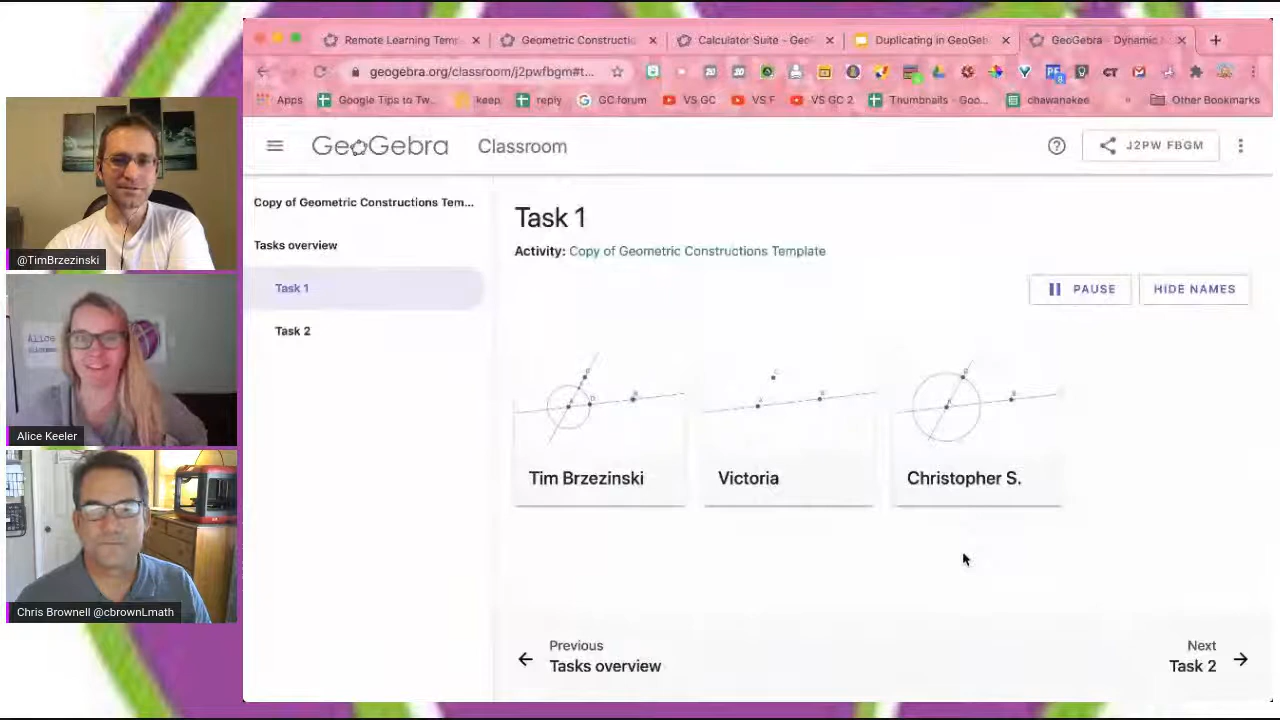 Remote Learning Temp
Geometric Constructio
Calculator Suite - Geo
Duplicating in GeoGeb
GeoGebra - Dynamic
geogebra.org/classroom/j2pwfbgm#t...
Apps
Google Tips to Tw...
keep
reply
GC forum
VS GC
VS F
VS GC 2
Thumbnails - Goo...
chawanakee
»
Other Bookmarks
GeoGebra
Classroom
J2PW FBGM
Copy of Geometric Constructions Tem...
Tasks overview
Task 1
Task 2
Task 1
Activity: Copy of Geometric Constructions Template
PAUSE
HIDE NAMES
Tim Brzezinski
Victoria
Christopher S.
Previous
Tasks overview
Next
Task 2
@TimBrzezinski
Alice
Alice Keeler
Chris Brownell @cbrownLmath